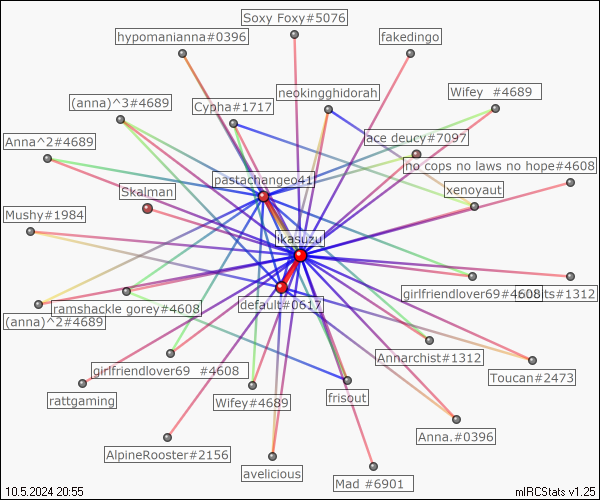 Soxy Foxy#5076
hypomanianna#0396
fakedingo
neokingghidorah
Wifey  #4689
(anna)^3#4689
Cypha#1717
ace deucy#7097
Anna^2#4689
no cops no laws no hope#4608
pastachangeo41
xenoyaut
Skalman
Mushy#1984
ikasuzu
girlfriendlover69#4608
its#1312
ramshackle gorey#4608
default#0617
(anna)^2#4689
Annarchist#1312
girlfriendlover69  #4608
Toucan#2473
rattgaming
Wifey#4689
frisout
Anna.#0396
AlpineRooster#2156
avelicious
Mad #6901
10.5.2024 20:55
mIRCStats v1.25